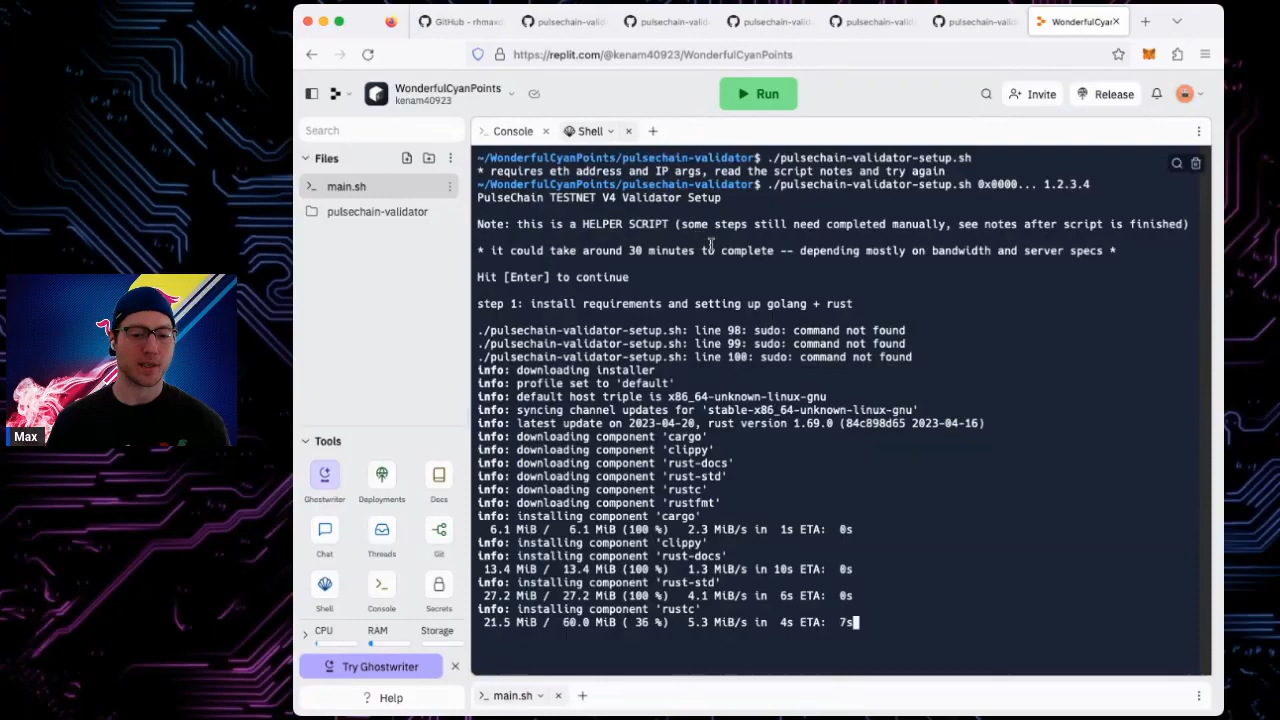 GitHub - rhmaxd
pulsechain-valid
pulsechain-valid
pulsechain-valid
pulsechain-valid
pulsechain-valid
WonderfulCyan
https://replit.com/@kenam40923/WonderfulCyanPoints
WonderfulCyanPoints
kenam40923
Run
Invite
Release
Search
Console
Shell
Files
main.sh
pulsechain-validator
~/WonderfulCyanPoints/pulsechain-validator$ ./pulsechain-validator-setup.sh
* requires eth address and IP args, read the script notes and try again
~/WonderfulCyanPoints/pulsechain-validator$ ./pulsechain-validator-setup.sh 0x0000... 1.2.3.4
PulseChain TESTNET V4 Validator Setup
Note: this is a HELPER SCRIPT (some steps still need completed manually, see notes after script is finished)
* it could take around 30 minutes to complete -- depending mostly on bandwidth and server specs *
Hit [Enter] to continue
step 1: install requirements and setting up golang + rust
./pulsechain-validator-setup.sh: line 98: sudo: command not found
./pulsechain-validator-setup.sh: line 99: sudo: command not found
./pulsechain-validator-setup.sh: line 100: sudo: command not found
info: downloading installer
info: profile set to 'default'
info: default host triple is x86_64-unknown-linux-gnu
info: syncing channel updates for 'stable-x86_64-unknown-linux-gnu'
info: latest update on 2023-04-20, rust version 1.69.0 (84c898d65 2023-04-16)
info: downloading component 'cargo'
info: downloading component 'clippy'
info: downloading component 'rust-docs'
info: downloading component 'rust-std'
info: downloading component 'rustc'
info: downloading component 'rustfmt'
info: installing component 'cargo'
6.1 MiB / 6.1 MiB (100 %) 2.3 MiB/s in 1s ETA: 0s
info: installing component 'clippy'
info: installing component 'rust-docs'
13.4 MiB / 13.4 MiB (100 %) 1.3 MiB/s in 10s ETA: 0s
info: installing component 'rust-std'
27.2 MiB / 27.2 MiB (100 %) 4.1 MiB/s in 6s ETA: 0s
info: installing component 'rustc'
21.5 MiB / 60.0 MiB ( 36 %) 5.3 MiB/s in 4s ETA: 7s
Tools
Ghostwriter
Deployments
Docs
Chat
Threads
Git
Shell
Console
Secrets
CPU
RAM
Storage
Try Ghostwriter
Help
main.sh
Max